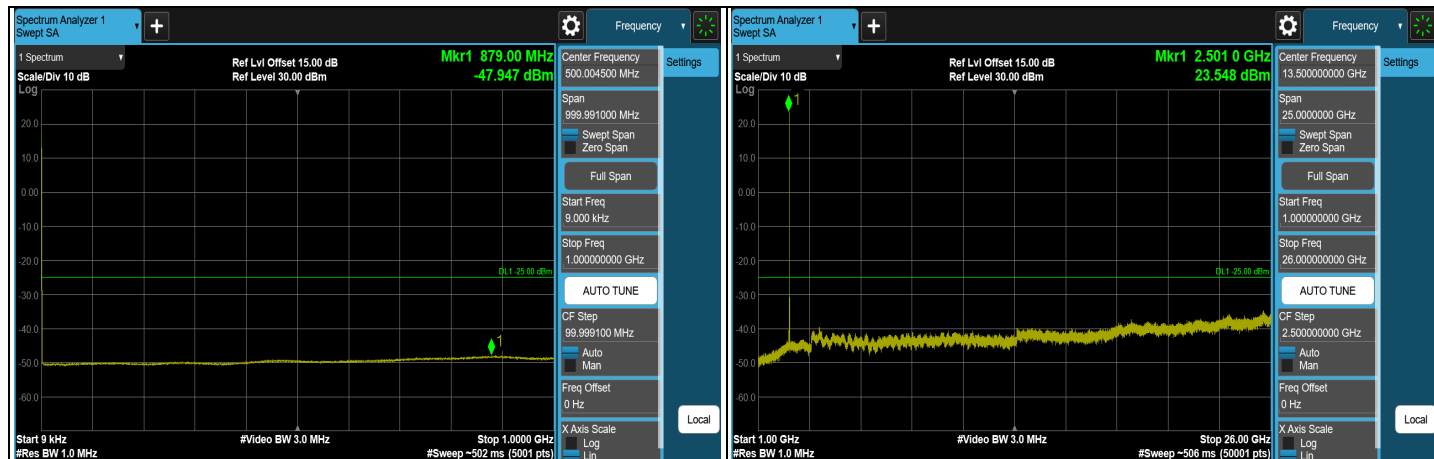 Spectrum Analyzer 1
Swept SA
+
Frequency
1 Spectrum
Scale/Div 10 dB
Log
Ref Lvl Offset 15.00 dB
Ref Level 30.00 dBm
Mkr1 879.00 MHz
-47.947 dBm
20.0
10.0
0.00
-10.0
-20.0
-30.0
-40.0
-50.0
-60.0
DL1 -25.00 dBm
1
Start 9 kHz
#Res BW 1.0 MHz
#Video BW 3.0 MHz
Stop 1.0000 GHz
#Sweep ~502 ms (5001 pts)
Center Frequency
500.004500 MHz
Span
999.991000 MHz
Swept Span
Zero Span
Full Span
Start Freq
9.000 kHz
Stop Freq
1.000000000 GHz
AUTO TUNE
CF Step
99.999100 MHz
Auto
Man
Freq Offset
0 Hz
X Axis Scale
Log
Lin
Settings
Local
Spectrum Analyzer 1
Swept SA
+
Frequency
1 Spectrum
Scale/Div 10 dB
Log
Ref Lvl Offset 15.00 dB
Ref Level 30.00 dBm
Mkr1 2.501 0 GHz
23.548 dBm
1
20.0
10.0
0.00
-10.0
-20.0
-30.0
-40.0
-50.0
-60.0
DL1 -25.00 dBm
Start 1.00 GHz
#Res BW 1.0 MHz
#Video BW 3.0 MHz
Stop 26.00 GHz
#Sweep ~506 ms (50001 pts)
Center Frequency
13.500000000 GHz
Span
25.0000000 GHz
Swept Span
Zero Span
Full Span
Start Freq
1.000000000 GHz
Stop Freq
26.000000000 GHz
AUTO TUNE
CF Step
2.500000000 GHz
Auto
Man
Freq Offset
0 Hz
X Axis Scale
Log
Lin
Settings
Local